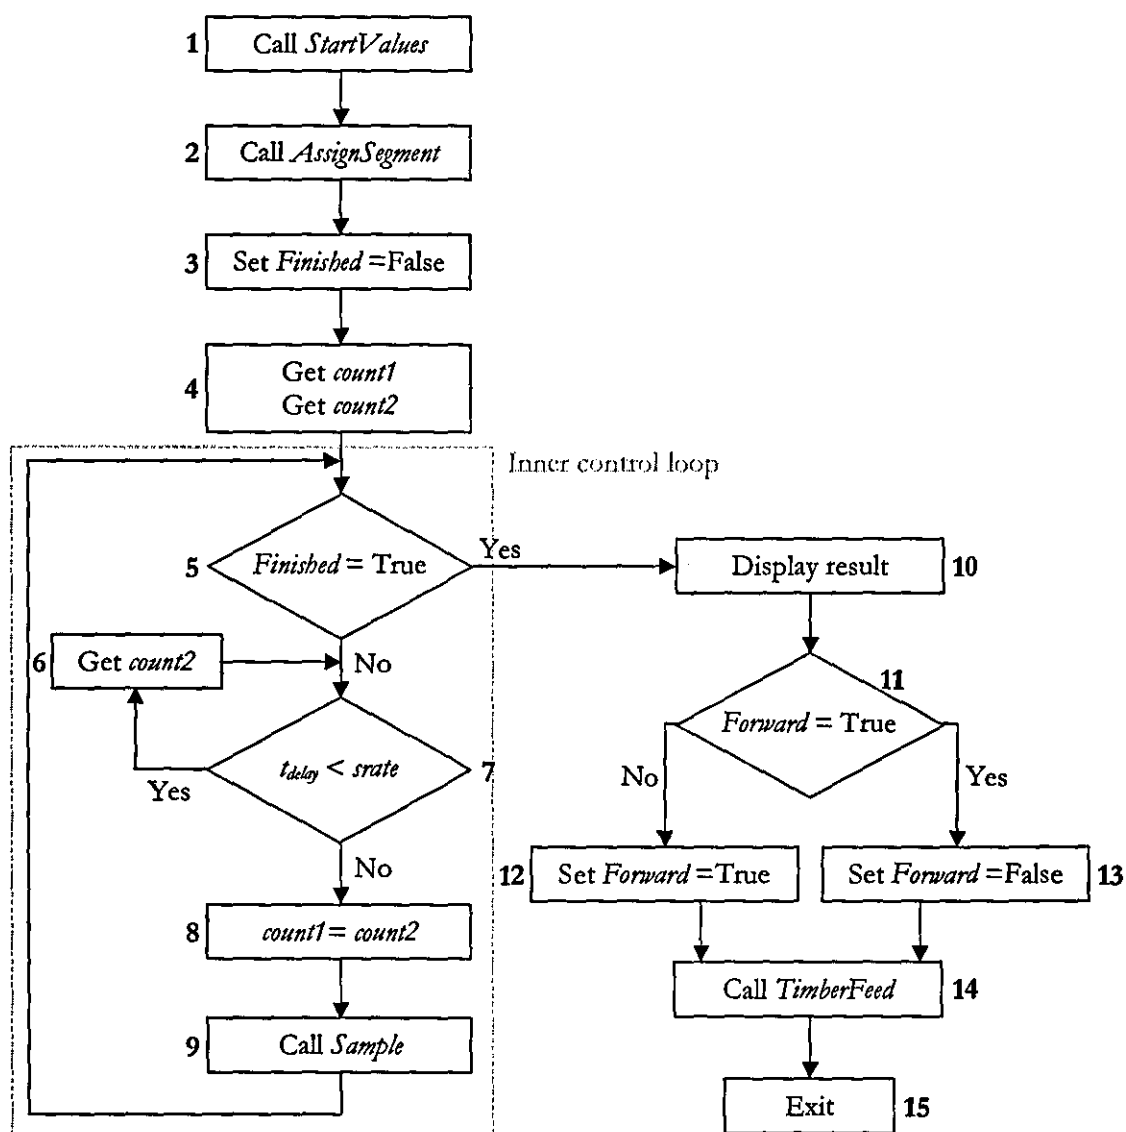 1 Call StartValues
2 Call AssignSegment
3 Set Finished =False
4 Get count1
Get count2
Inner control loop
5 Finished = True
Yes
Display result 10
6 Get count2
No
11
Forward = True
t_delay < srate 7
Yes
No
Yes
No
12 Set Forward =True
Set Forward =False 13
8 count1= count2
Call TimberFeed 14
9 Call Sample
Exit 15